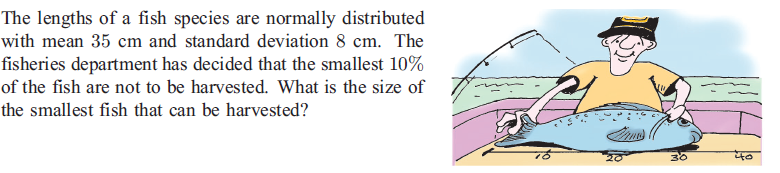 The lengths of a fish species are normally distributed
with mean 35 cm and standard deviation 8 cm. The
fisheries department has decided that the smallest 10%
of the fish are not to be harvested. What is the size of
the smallest fish that can be harvested?
10 20 30 40